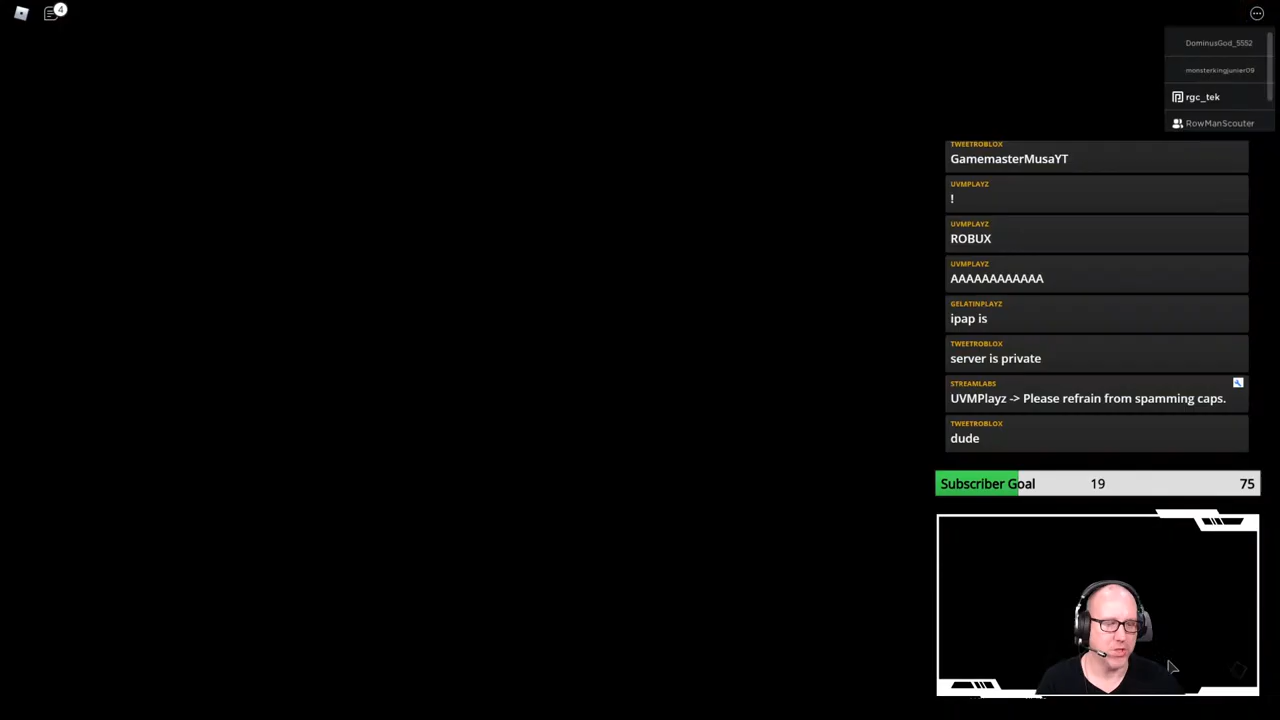 4
DominusGod_5552
monsterkingjunier09
rgc_tek
RowManScouter
TWEETROBLOX
GamemasterMusaYT
UVMPLAYZ
!
UVMPLAYZ
ROBUX
UVMPLAYZ
AAAAAAAAAAAA
GELATINPLAYZ
ipap is
TWEETROBLOX
server is private
STREAMLABS
UVMPlayz -> Please refrain from spamming caps.
TWEETROBLOX
dude
Subscriber Goal 19 75